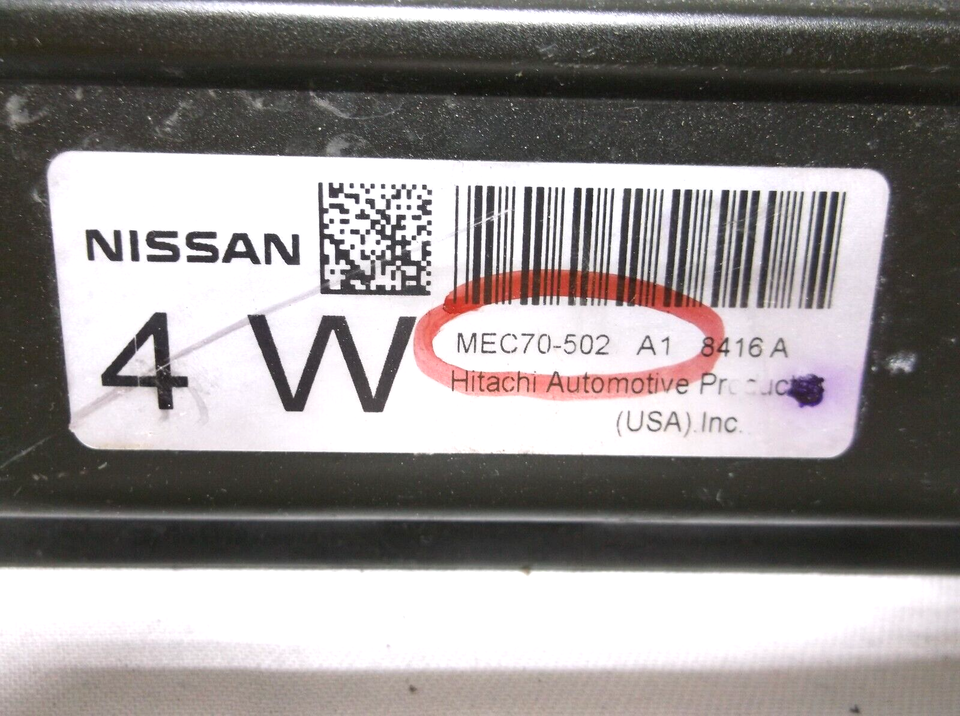 NISSAN
4 W
MEC70-502 A1 8416 A
Hitachi Automotive Products
(USA).Inc.